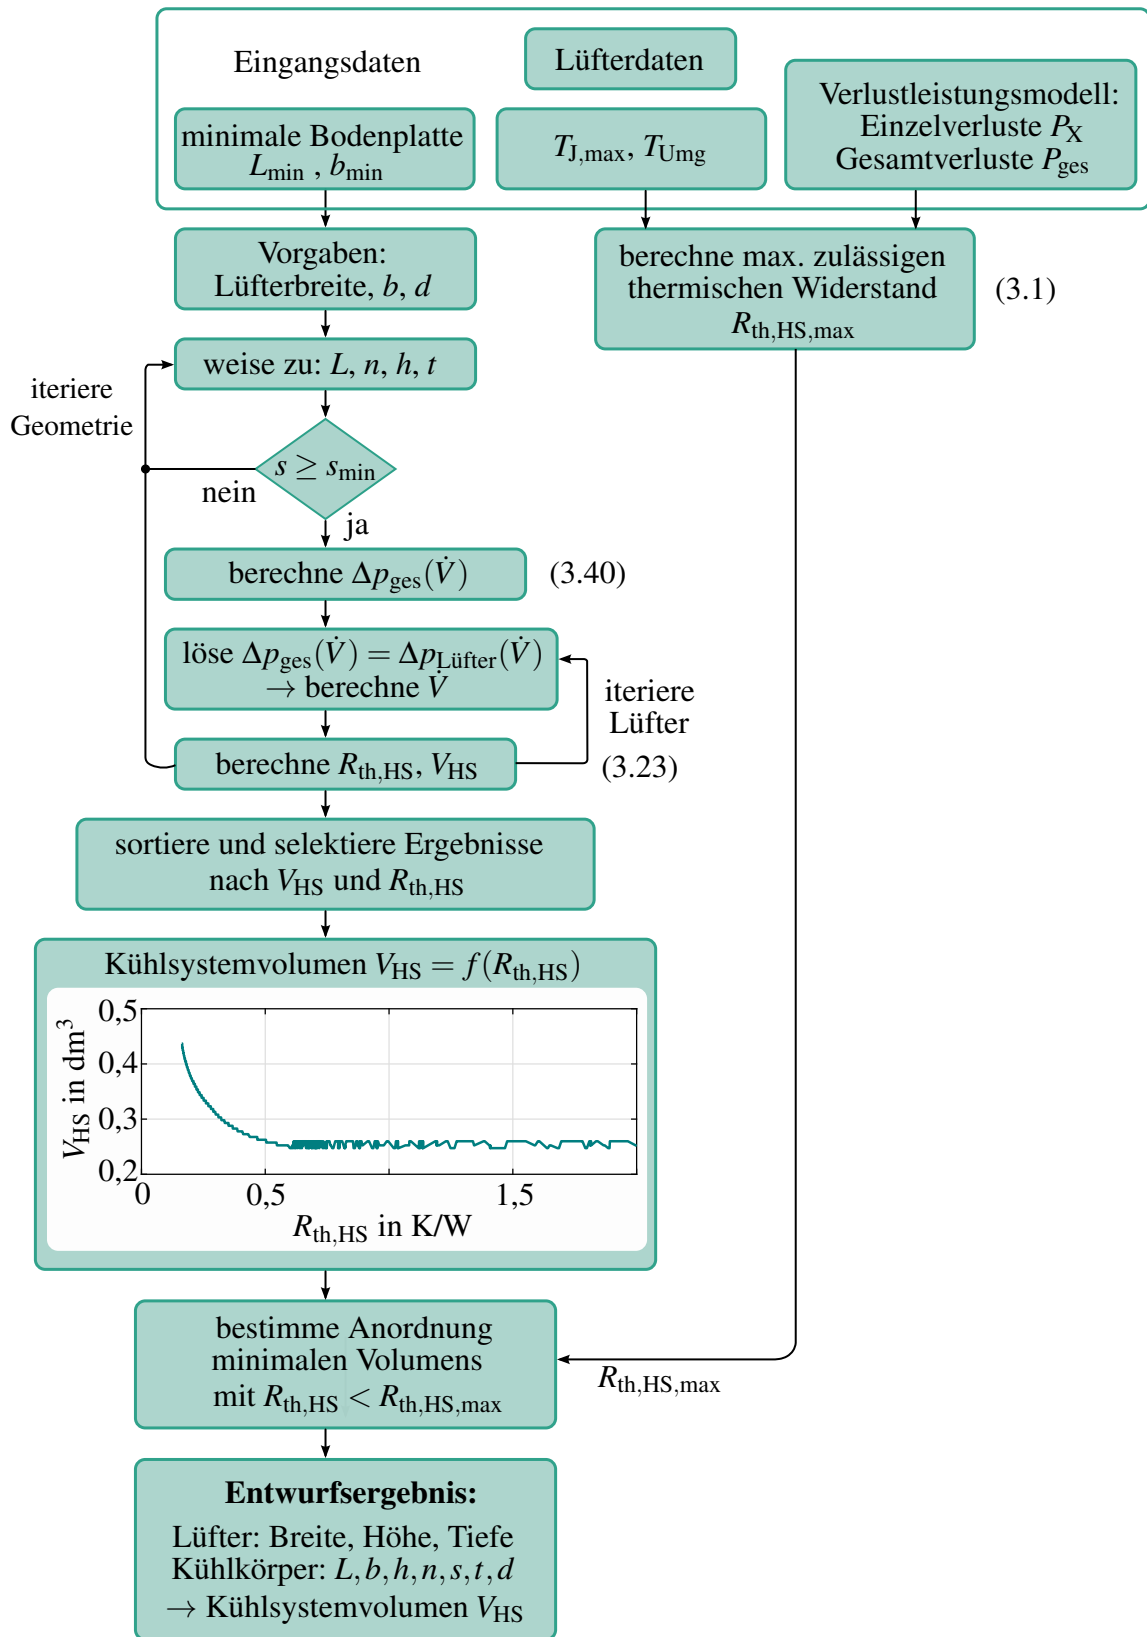 Eingangsdaten
Lüfterdaten
minimale Bodenplatte
L_min , b_min
T_J,max, T_Umg
Verlustleistungsmodell:
Einzelverluste P_X
Gesamtverluste P_ges
Vorgaben:
Lüfterbreite, b, d
berechne max. zulässigen
thermischen Widerstand
R_th,HS,max
(3.1)
weise zu: L, n, h, t
iteriere
Geometrie
s ≥ s_min
nein
ja
berechne Δp_ges(V̇)
(3.40)
löse Δp_ges(V̇) = Δp_Lüfter(V̇)
→ berechne V̇
iteriere
Lüfter
berechne R_th,HS, V_HS
(3.23)
sortiere und selektiere Ergebnisse
nach V_HS und R_th,HS
Kühlsystemvolumen V_HS = f(R_th,HS)
V_HS in dm³
0,5
0,4
0,3
0,2
0
0,5
1,5
R_th,HS in K/W
bestimme Anordnung
minimalen Volumens
mit R_th,HS < R_th,HS,max
R_th,HS,max
Entwurfsergebnis:
Lüfter: Breite, Höhe, Tiefe
Kühlkörper: L, b, h, n, s, t, d
→ Kühlsystemvolumen V_HS